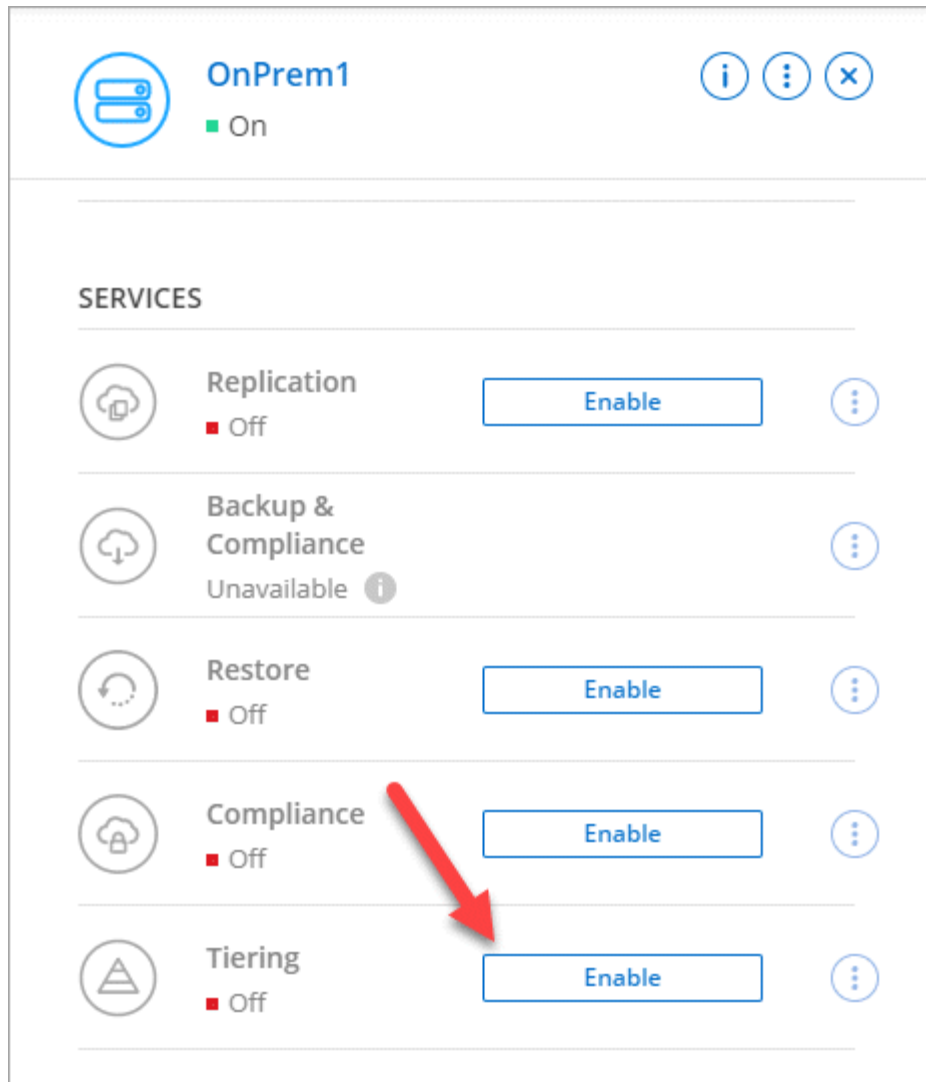 OnPrem1
On
SERVICES
Replication
Off
Enable
Backup &
Compliance
Unavailable
Restore
Off
Enable
Compliance
Off
Enable
Tiering
Off
Enable